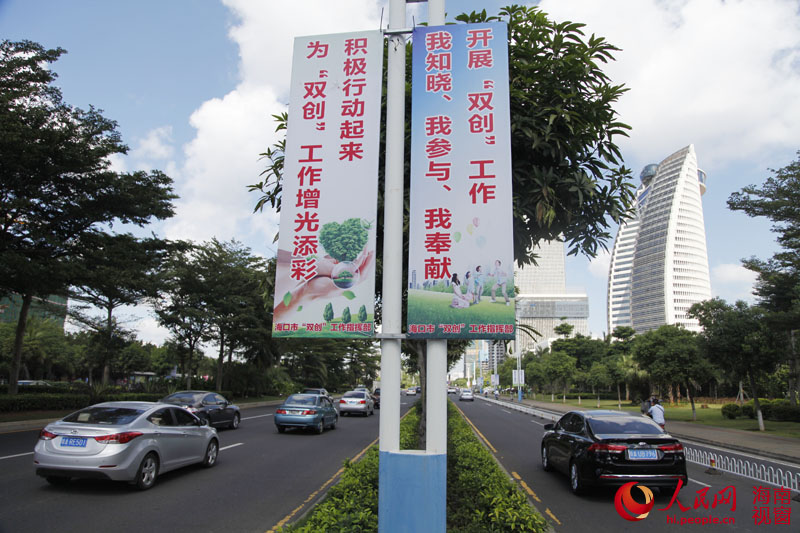 积极行动起来
为“双创”工作增光添彩
海口市“双创”工作指挥部
开展“双创”工作
我知晓、我参与、我奉献
海口市“双创”工作指挥部
人民网
hi.people.cn
海南
视窗